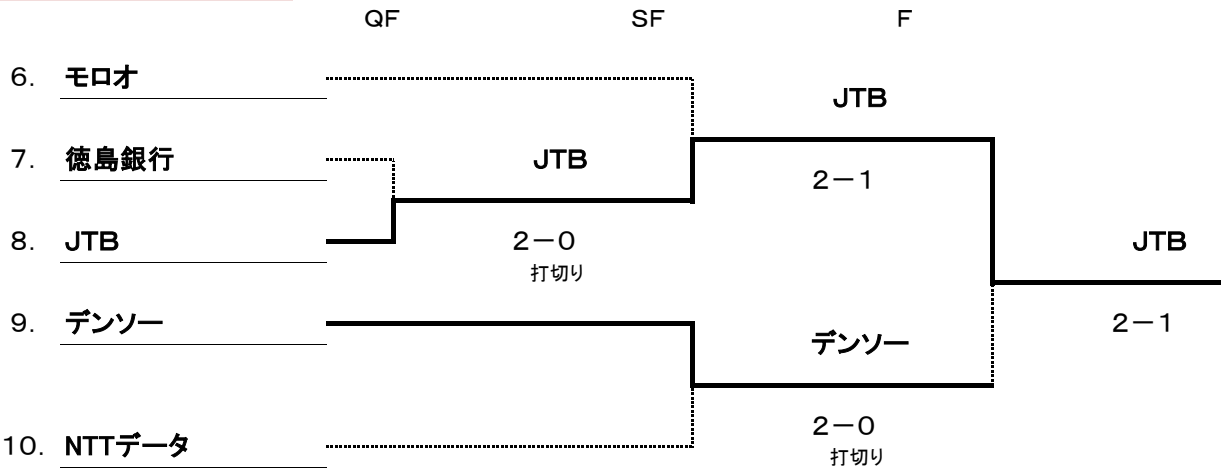 QF SF F
6. モロオ
JTB
7. 徳島銀行
JTB
2－1
8. JTB
2－0
JTB
打切り
9. デンソー
デンソー
2－1
10. NTTデータ
2－0
打切り